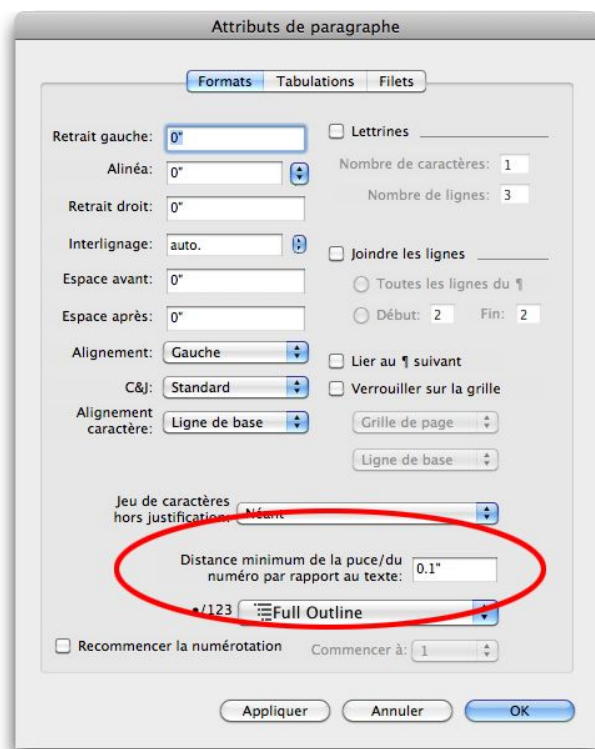 Attributs de paragraphe
Formats
Tabulations
Filets
Retrait gauche: 0"
Alinéa: 0"
Retrait droit: 0"
Interlignage: auto.
Espace avant: 0"
Espace après: 0"
Alignement: Gauche
C&J: Standard
Alignement
caractère: Ligne de base
Lettrines
Nombre de caractères: 1
Nombre de lignes: 3
Joindre les lignes
Toutes les lignes du ¶
Début: 2 Fin: 2
Lier au ¶ suivant
Verrouiller sur la grille
Grille de page
Ligne de base
Jeu de caractères
hors justification: Néant
Distance minimum de la puce/du
numéro par rapport au texte: 0.1"
•/123 Full Outline
Recommencer la numérotation Commencer à: 1
Appliquer
Annuler
OK